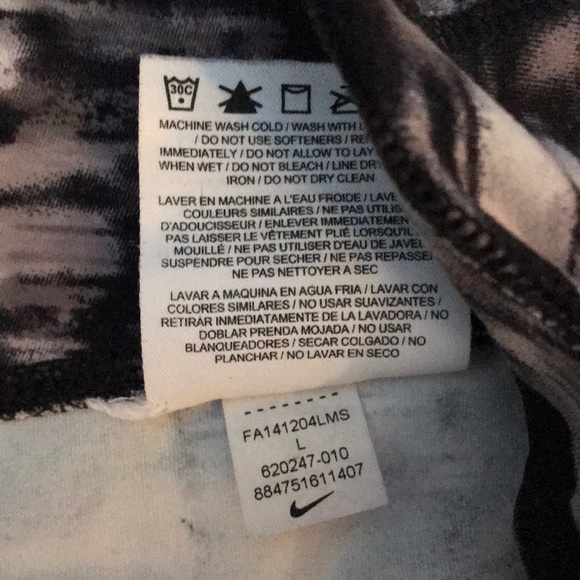 30C
MACHINE WASH COLD / WASH WITH
/ DO NOT USE SOFTENERS /
IMMEDIATELY / DO NOT ALLOW TO LAY
WHEN WET / DO NOT BLEACH / LINE DRY
IRON / DO NOT DRY CLEAN
LAVER EN MACHINE A L'EAU FROIDE /
COULEURS SIMILAIRES / NE PAS UTILIS
D'ADOUCISSEUR / ENLEVER IMMEDIATEMEN
PAS LAISSER LE VÊTEMENT PLIÉ LORSQU'IL
MOUILLÉ / NE PAS UTILISER D'EAU DE JAVEL
SUSPENDRE POUR SECHER / NE PAS REPASSE
NE PAS NETTOYER A SEC
LAVAR A MAQUINA EN AGUA FRIA / LAVAR CON
COLORES SIMILARES / NO USAR SUAVIZANTES /
RETIRAR INMEDIATAMENTE DE LA LAVADORA / NO
DOBLAR PRENDA MOJADA / NO USAR
BLANQUEADORES / SECAR COLGADO / NO
PLANCHAR / NO LAVAR EN SECO
FA141204LMS
L
620247-010
884751611407